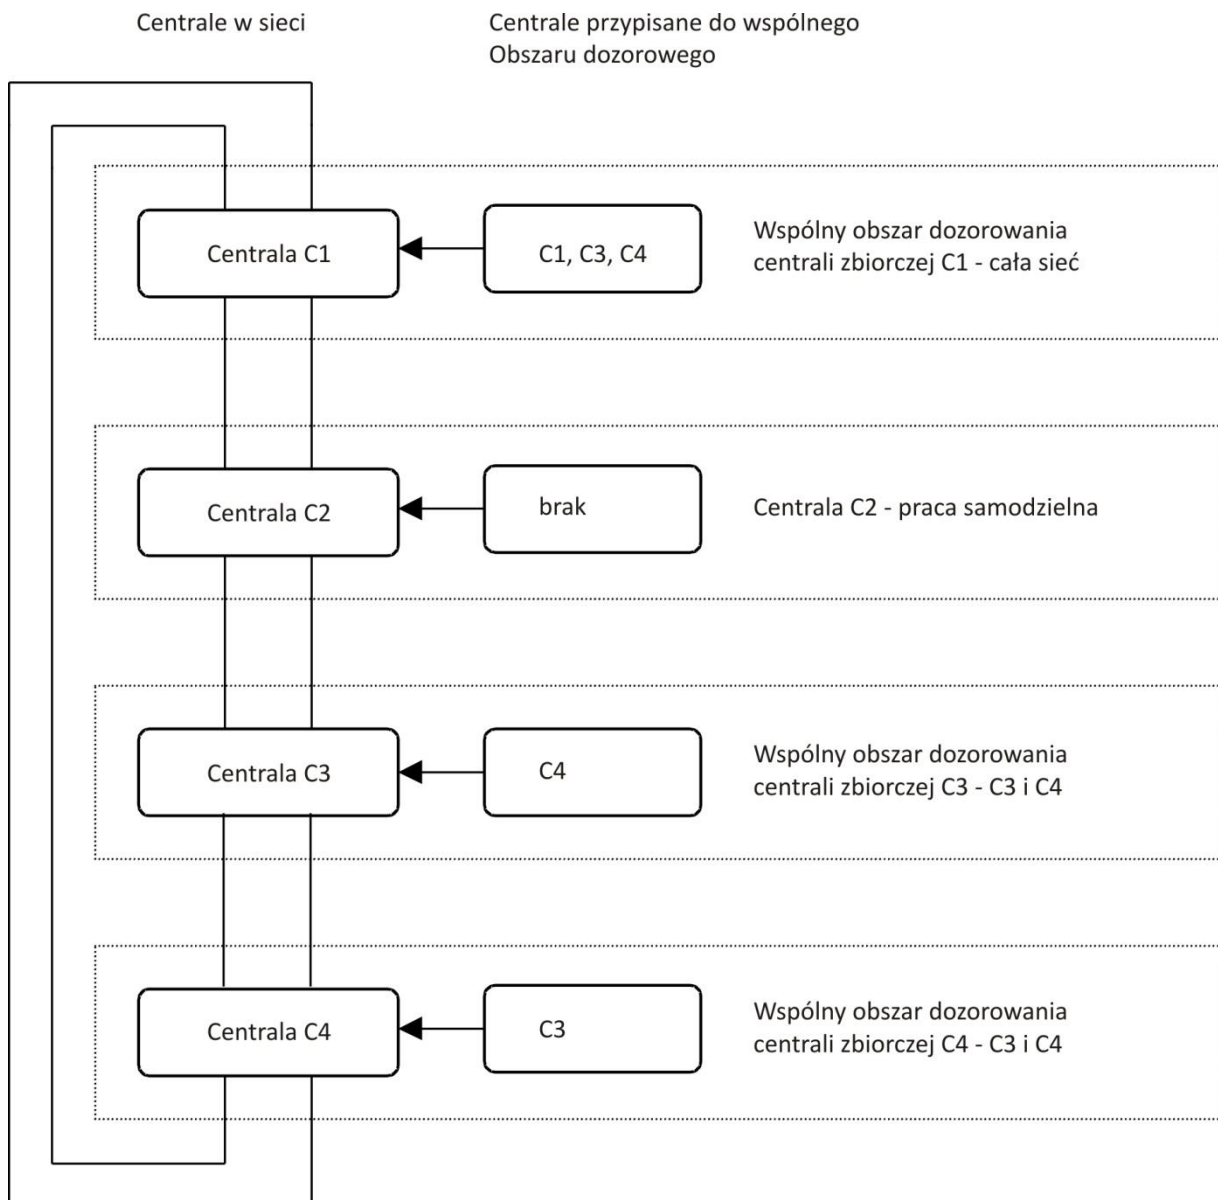 Centrale w sieci
Centrale przypisane do wspólnego
Obszaru dozorowego
Centrala C1
C1, C3, C4
Wspólny obszar dozorowania
centrali zbiorczej C1 - cała sieć
Centrala C2
brak
Centrala C2 - praca samodzielna
Centrala C3
C4
Wspólny obszar dozorowania
centrali zbiorczej C3 - C3 i C4
Centrala C4
C3
Wspólny obszar dozorowania
centrali zbiorczej C4 - C3 i C4